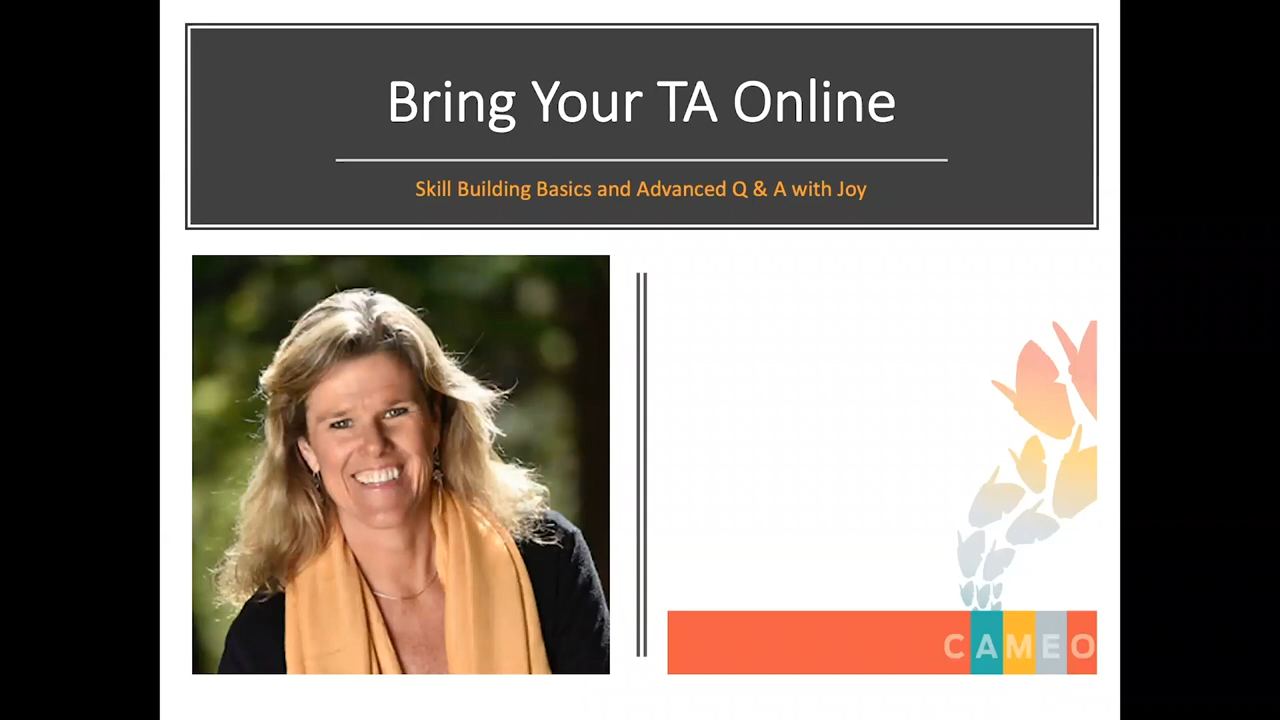 Bring Your TA Online
Skill Building Basics and Advanced Q & A with Joy
CAMEO